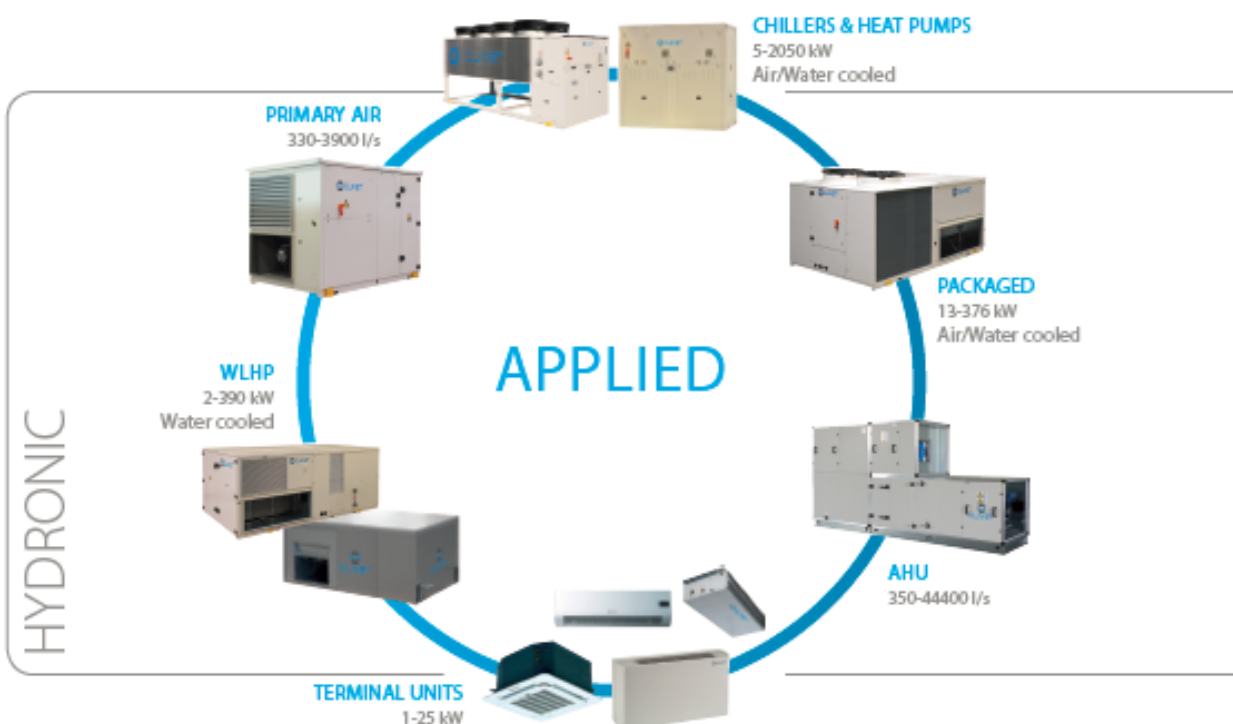 CHILLERS & HEAT PUMPS
5-2050 kW
Air/Water cooled
PRIMARY AIR
330-3900 l/s
PACKAGED
13-376 kW
Air/Water cooled
APPLIED
WLHP
2-390 kW
Water cooled
HYDRONIC
AHU
350-44400 l/s
TERMINAL UNITS
1-25 kW